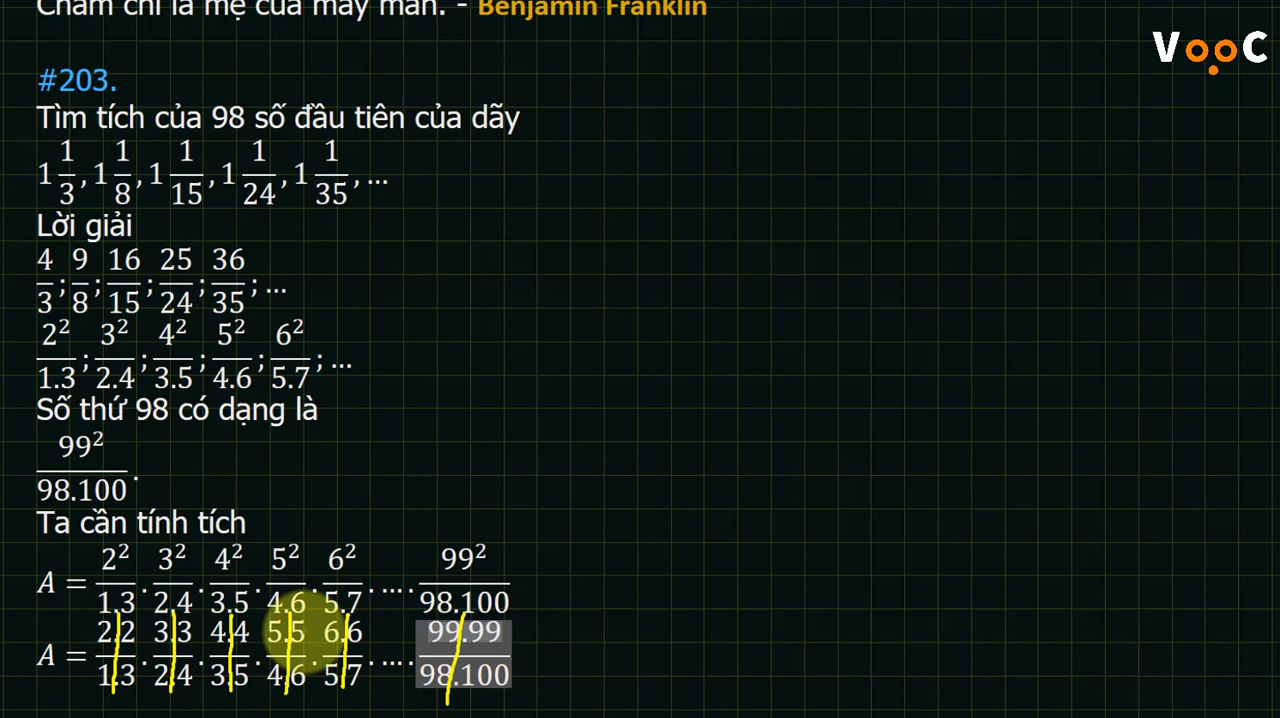 Chăm chỉ là mẹ của may mắn. - Benjamin Franklin
VooC
#203.
Tìm tích của 98 số đầu tiên của dãy
1 1/3, 1 1/8, 1 1/15, 1 1/24, 1 1/35, ...
Lời giải
4/3; 9/8; 16/15; 25/24; 36/35; ...
2²/1.3; 3²/2.4; 4²/3.5; 5²/4.6; 6²/5.7; ...
Số thứ 98 có dạng là
99²/98.100.
Ta cần tính tích
A = 2²/1.3 . 3²/2.4 . 4²/3.5 . 5²/4.6 . 6²/5.7 . ... . 99²/98.100
A = 2.2/1.3 . 3.3/2.4 . 4.4/3.5 . 5.5/4.6 . 6.6/5.7 . ... . 99.99/98.100